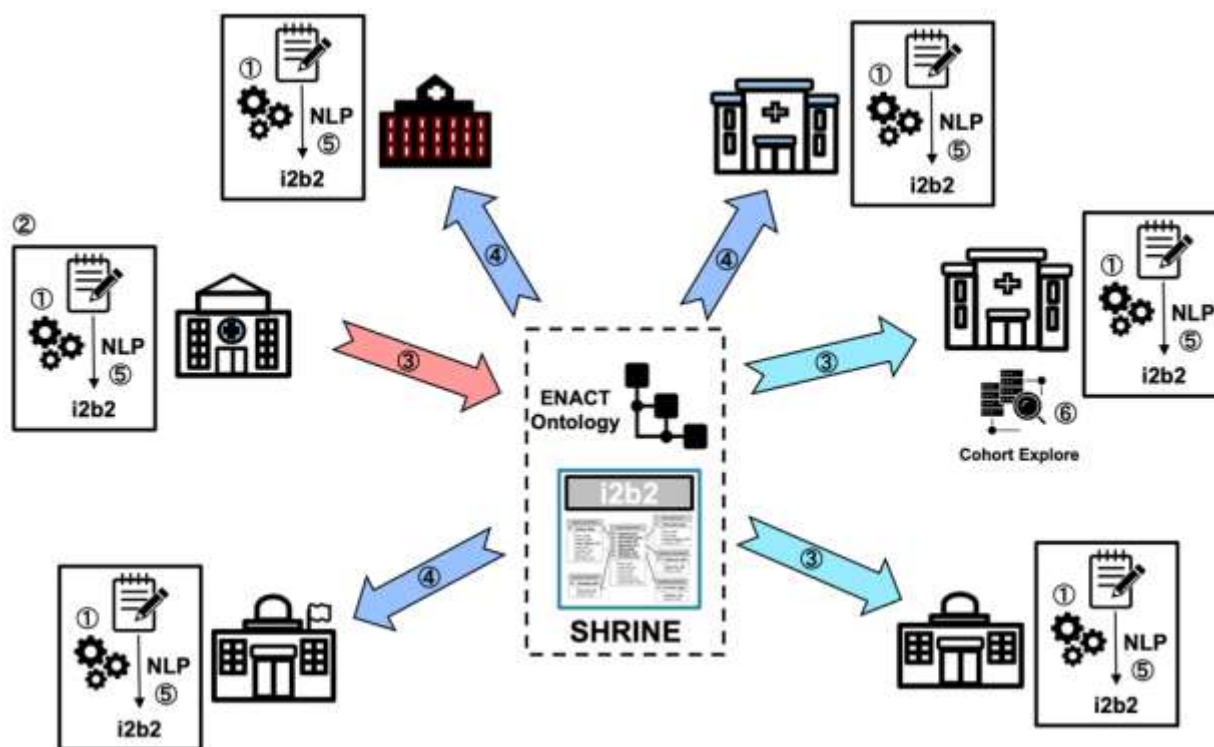 ①
NLP
⑤
i2b2
①
NLP
⑤
i2b2
②
①
NLP
⑤
i2b2
④
④
①
NLP
⑤
i2b2
③
③
ENACT
Ontology
⑥
Cohort Explore
i2b2
SHRINE
④
③
①
NLP
⑤
i2b2
①
NLP
⑤
i2b2